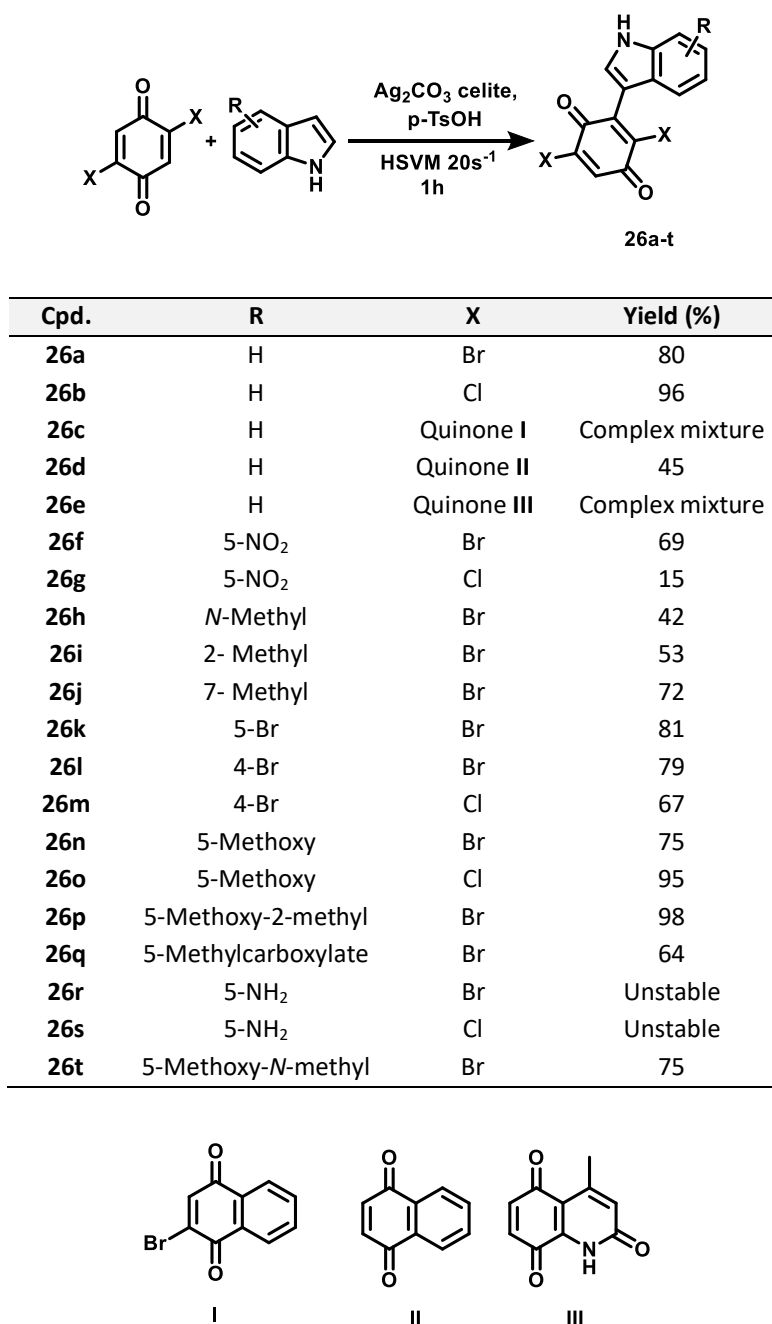 O
X
X
O
+
R
N
H
Ag2CO3 celite,
p-TsOH
HSVM 20s-1
1h
H
N
R
O
X
X
O
26a-t
Cpd. R X Yield (%)
26a H Br 80
26b H Cl 96
26c H Quinone I Complex mixture
26d H Quinone II 45
26e H Quinone III Complex mixture
26f 5-NO2 Br 69
26g 5-NO2 Cl 15
26h N-Methyl Br 42
26i 2- Methyl Br 53
26j 7- Methyl Br 72
26k 5-Br Br 81
26l 4-Br Br 79
26m 4-Br Cl 67
26n 5-Methoxy Br 75
26o 5-Methoxy Cl 95
26p 5-Methoxy-2-methyl Br 98
26q 5-Methylcarboxylate Br 64
26r 5-NH2 Br Unstable
26s 5-NH2 Cl Unstable
26t 5-Methoxy-N-methyl Br 75
O
Br
O
I
O
O
II
O
O
N
H
O
III